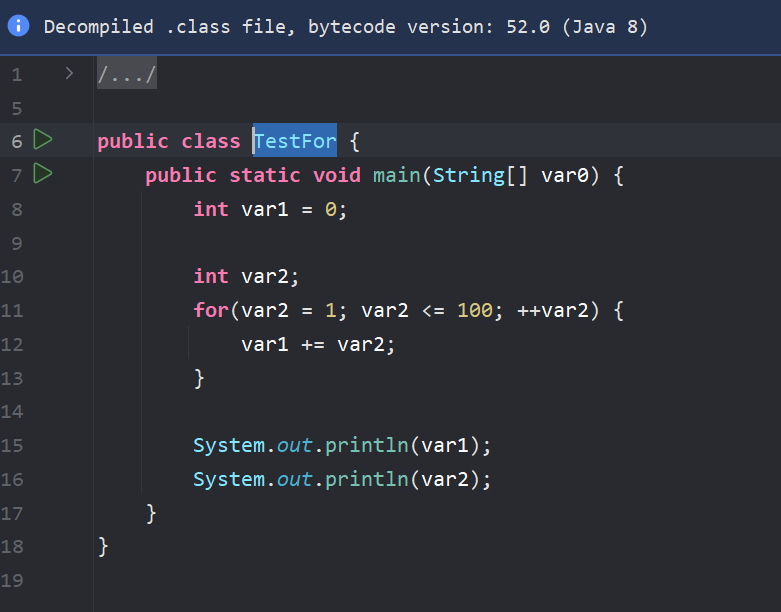 Decompiled .class file, bytecode version: 52.0 (Java 8)
1 > /.../
5
6 public class TestFor {
7     public static void main(String[] var0) {
8         int var1 = 0;
9
10         int var2;
11         for(var2 = 1; var2 <= 100; ++var2) {
12             var1 += var2;
13         }
14
15         System.out.println(var1);
16         System.out.println(var2);
17     }
18 }
19